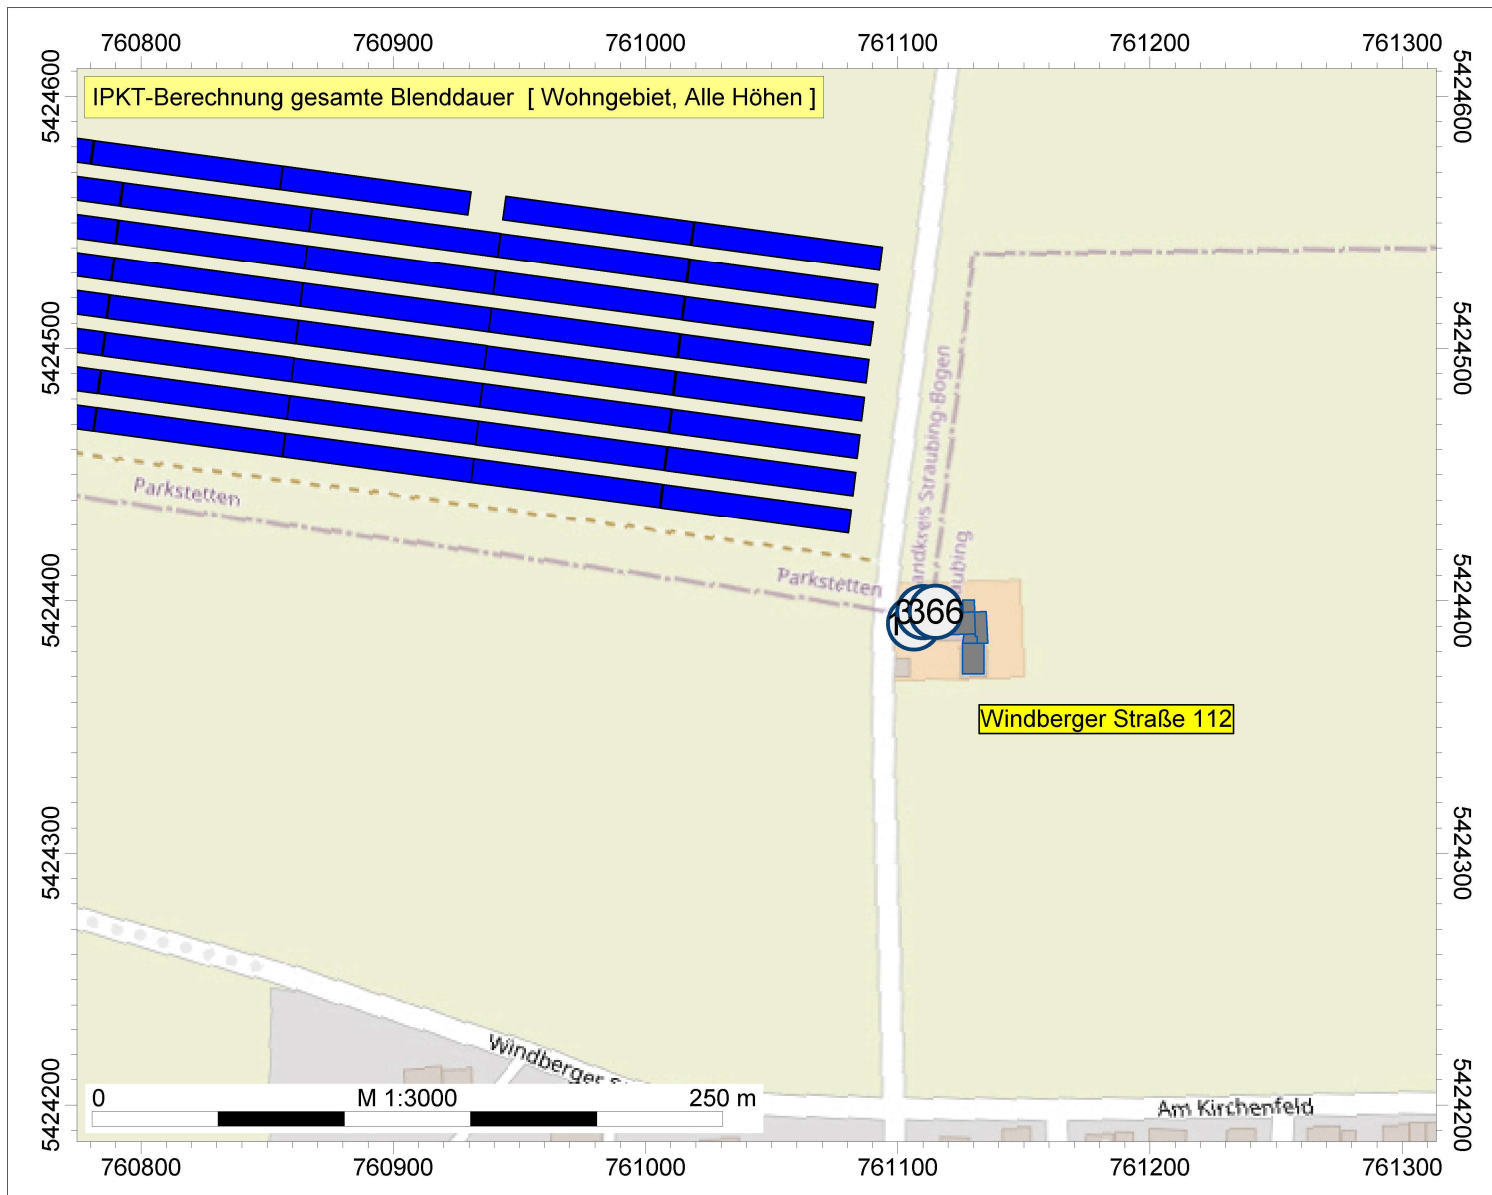 760800 760900 761000 761100 761200 761300
5424600
5424600
IPKT-Berechnung gesamte Blenddauer [ Wohngebiet, Alle Höhen ]
5424500
5424500
Straubing-Bogen
Parkstetten
Parkstetten
5424400
5424400
366
Windberger Straße 112
5424300
5424300
Windberger
5424200
5424200
0 M 1:3000 250 m
Am Kirchenfeld
760800 760900 761000 761100 761200 761300